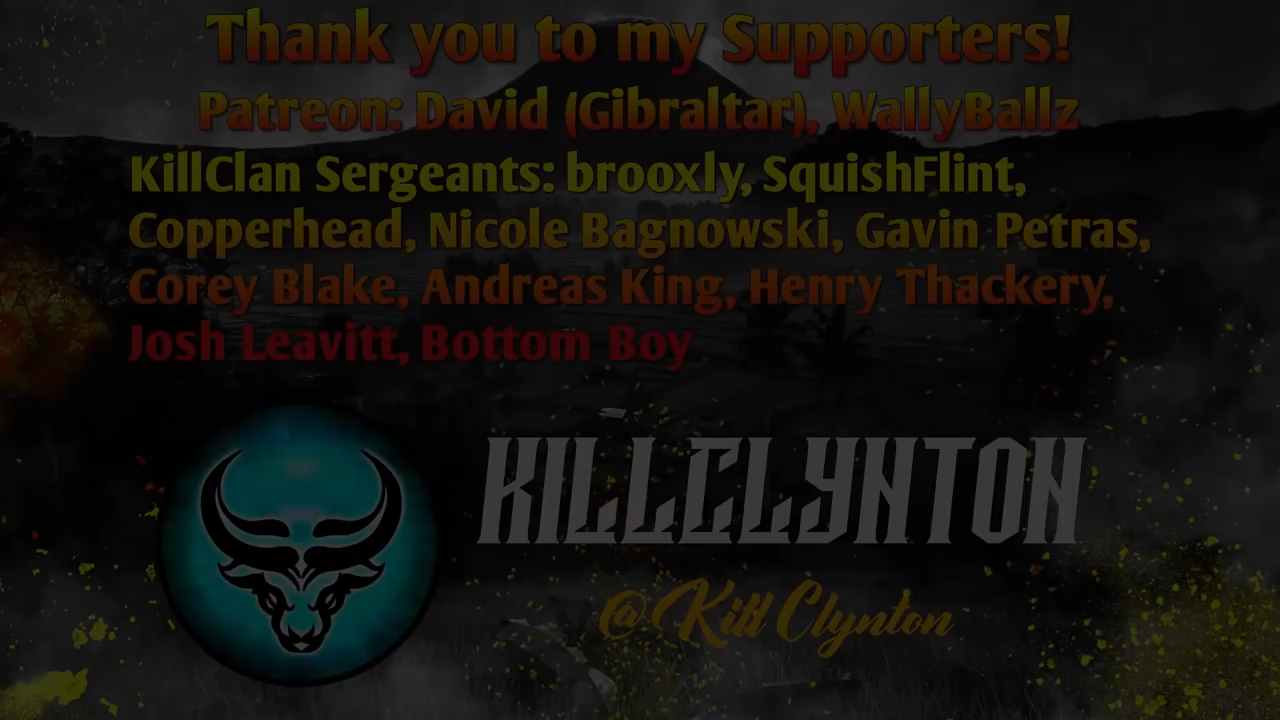 Thank you to my Supporters!
Patreon: David (Gibraltar), WallyBallz
KillClan Sergeants: brooxly, SquishFlint,
Copperhead, Nicole Bagnowski, Gavin Petras,
Corey Blake, Andreas King, Henry Thackery,
Josh Leavitt, Bottom Boy
KILLCLYNTON
@KillClynton